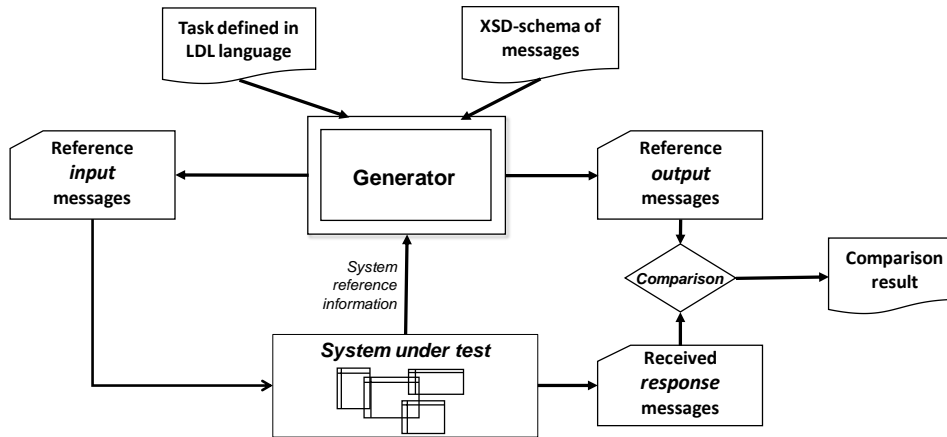 Task defined in
LDL language
XSD-schema of
messages
Reference
input
messages
Generator
Reference
output
messages
System
reference
information
Comparison
Comparison
result
System under test
Received
response
messages